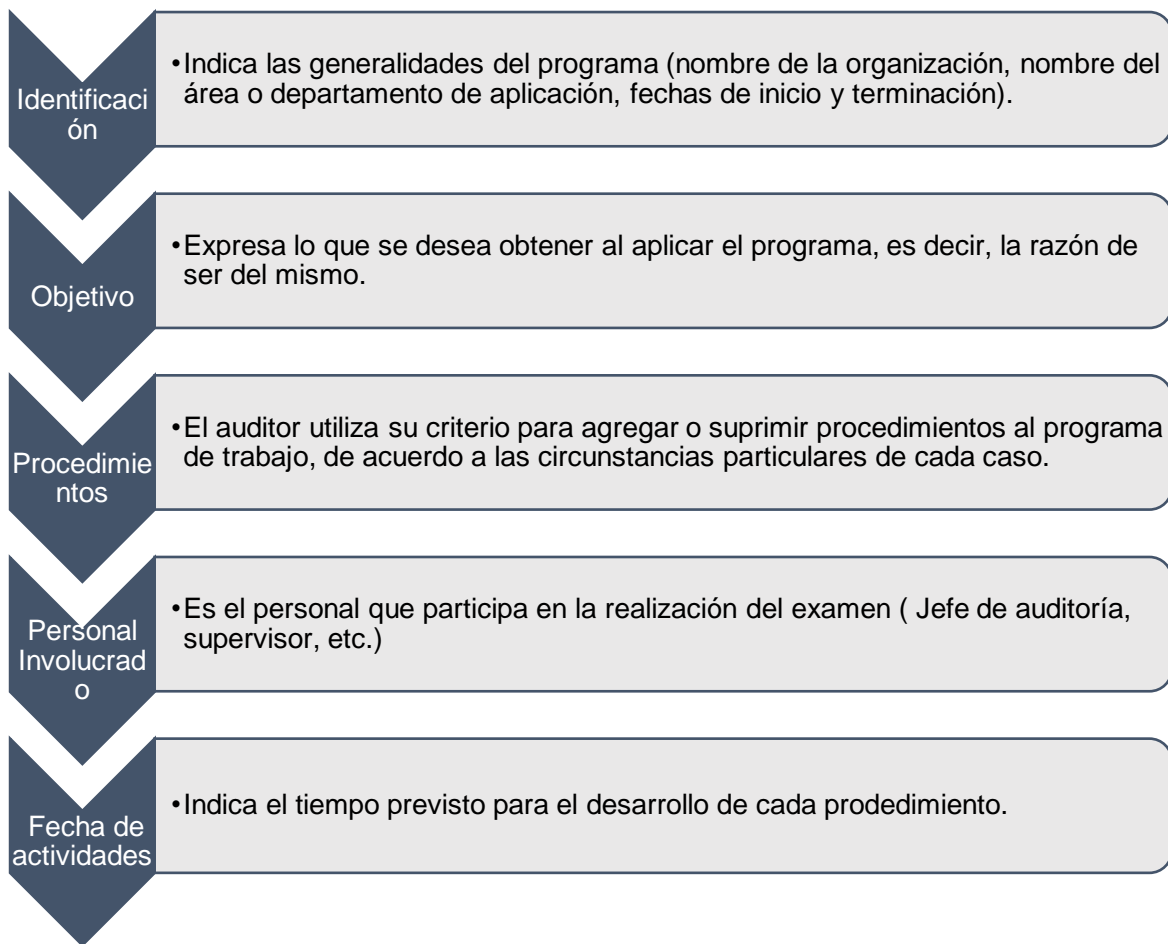 Identificaci
ón
•Indica las generalidades del programa (nombre de la organización, nombre del
área o departamento de aplicación, fechas de inicio y terminación).
Objetivo
•Expresa lo que se desea obtener al aplicar el programa, es decir, la razón de
ser del mismo.
Procedimie
ntos
•El auditor utiliza su criterio para agregar o suprimir procedimientos al programa
de trabajo, de acuerdo a las circunstancias particulares de cada caso.
Personal
Involucrad
o
•Es el personal que participa en la realización del examen ( Jefe de auditoría,
supervisor, etc.)
Fecha de
actividades
•Indica el tiempo previsto para el desarrollo de cada prodedimiento.